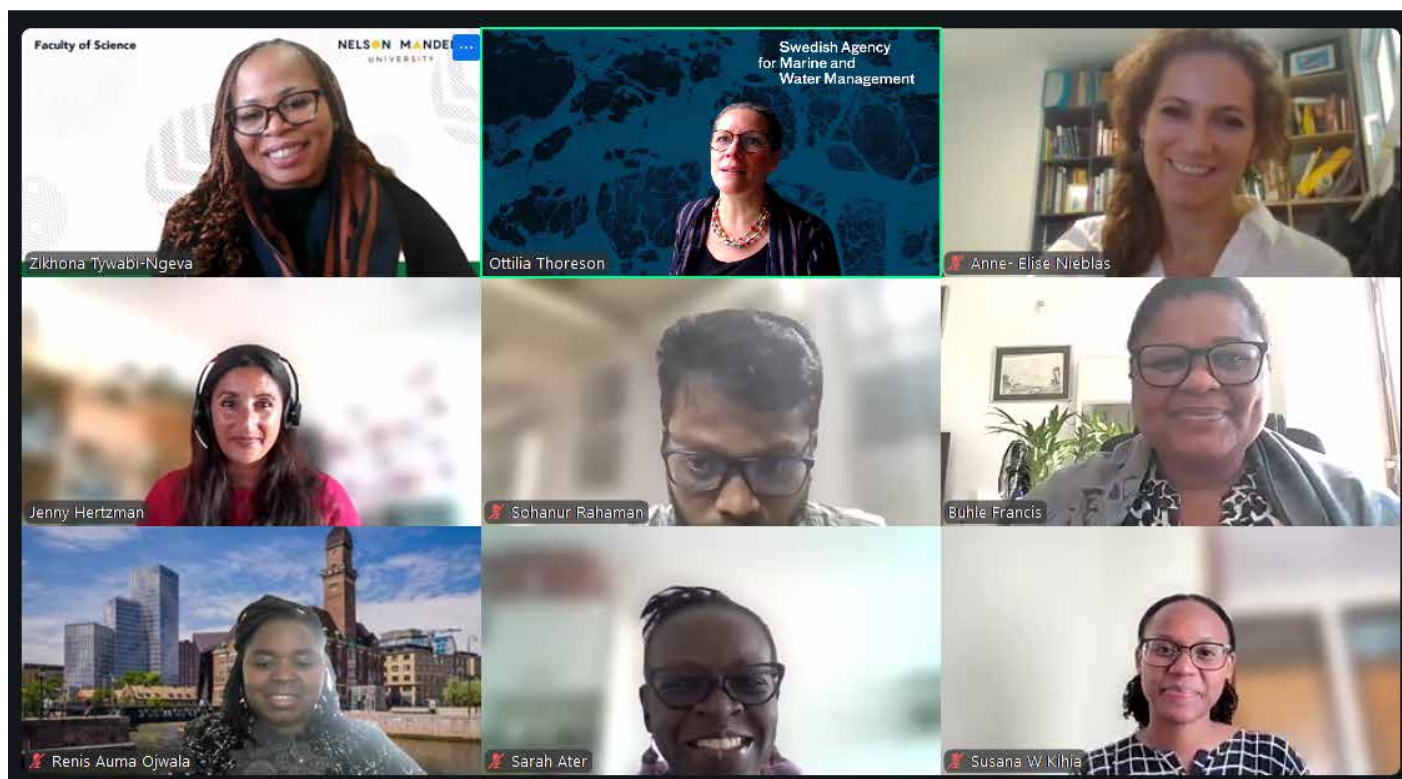 Faculty of Science
NELSON MANDE
UNIVERSITY
Swedish Agency
for Marine and
Water Management
Zikhona Tywabi-Ngeva
Ottilia Thoreson
Anne- Elise Nieblas
Jenny Hertzman
Sohanur Rahaman
Buhle Francis
Renis Auma Ojwala
Sarah Ater
Susana W Kihia